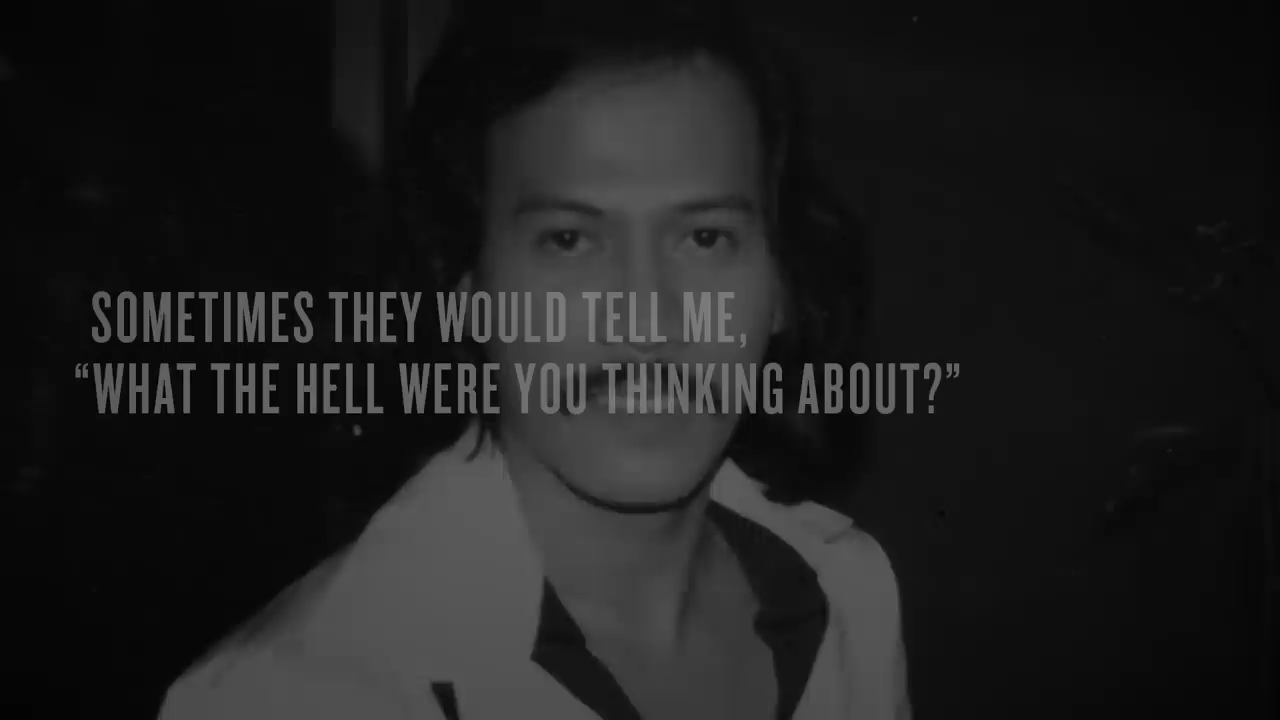 SOMETIMES THEY WOULD TELL ME,
“WHAT THE HELL WERE YOU THINKING ABOUT?”